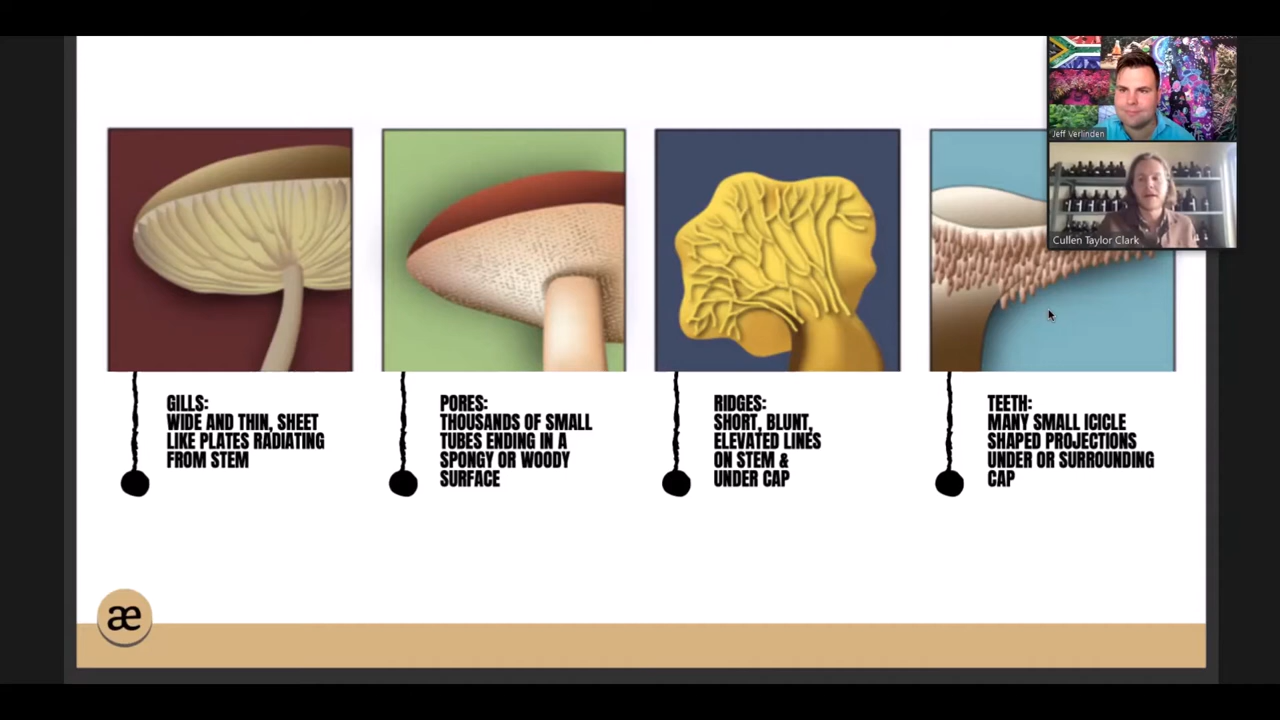 Jeff Verlinden
Cullen Taylor Clark
GILLS:
WIDE AND THIN, SHEET
LIKE PLATES RADIATING
FROM STEM
PORES:
THOUSANDS OF SMALL
TUBES ENDING IN A
SPONGY OR WOODY
SURFACE
RIDGES:
SHORT, BLUNT,
ELEVATED LINES
ON STEM &
UNDER CAP
TEETH:
MANY SMALL ICICLE
SHAPED PROJECTIONS
UNDER OR SURROUNDING
CAP
æ